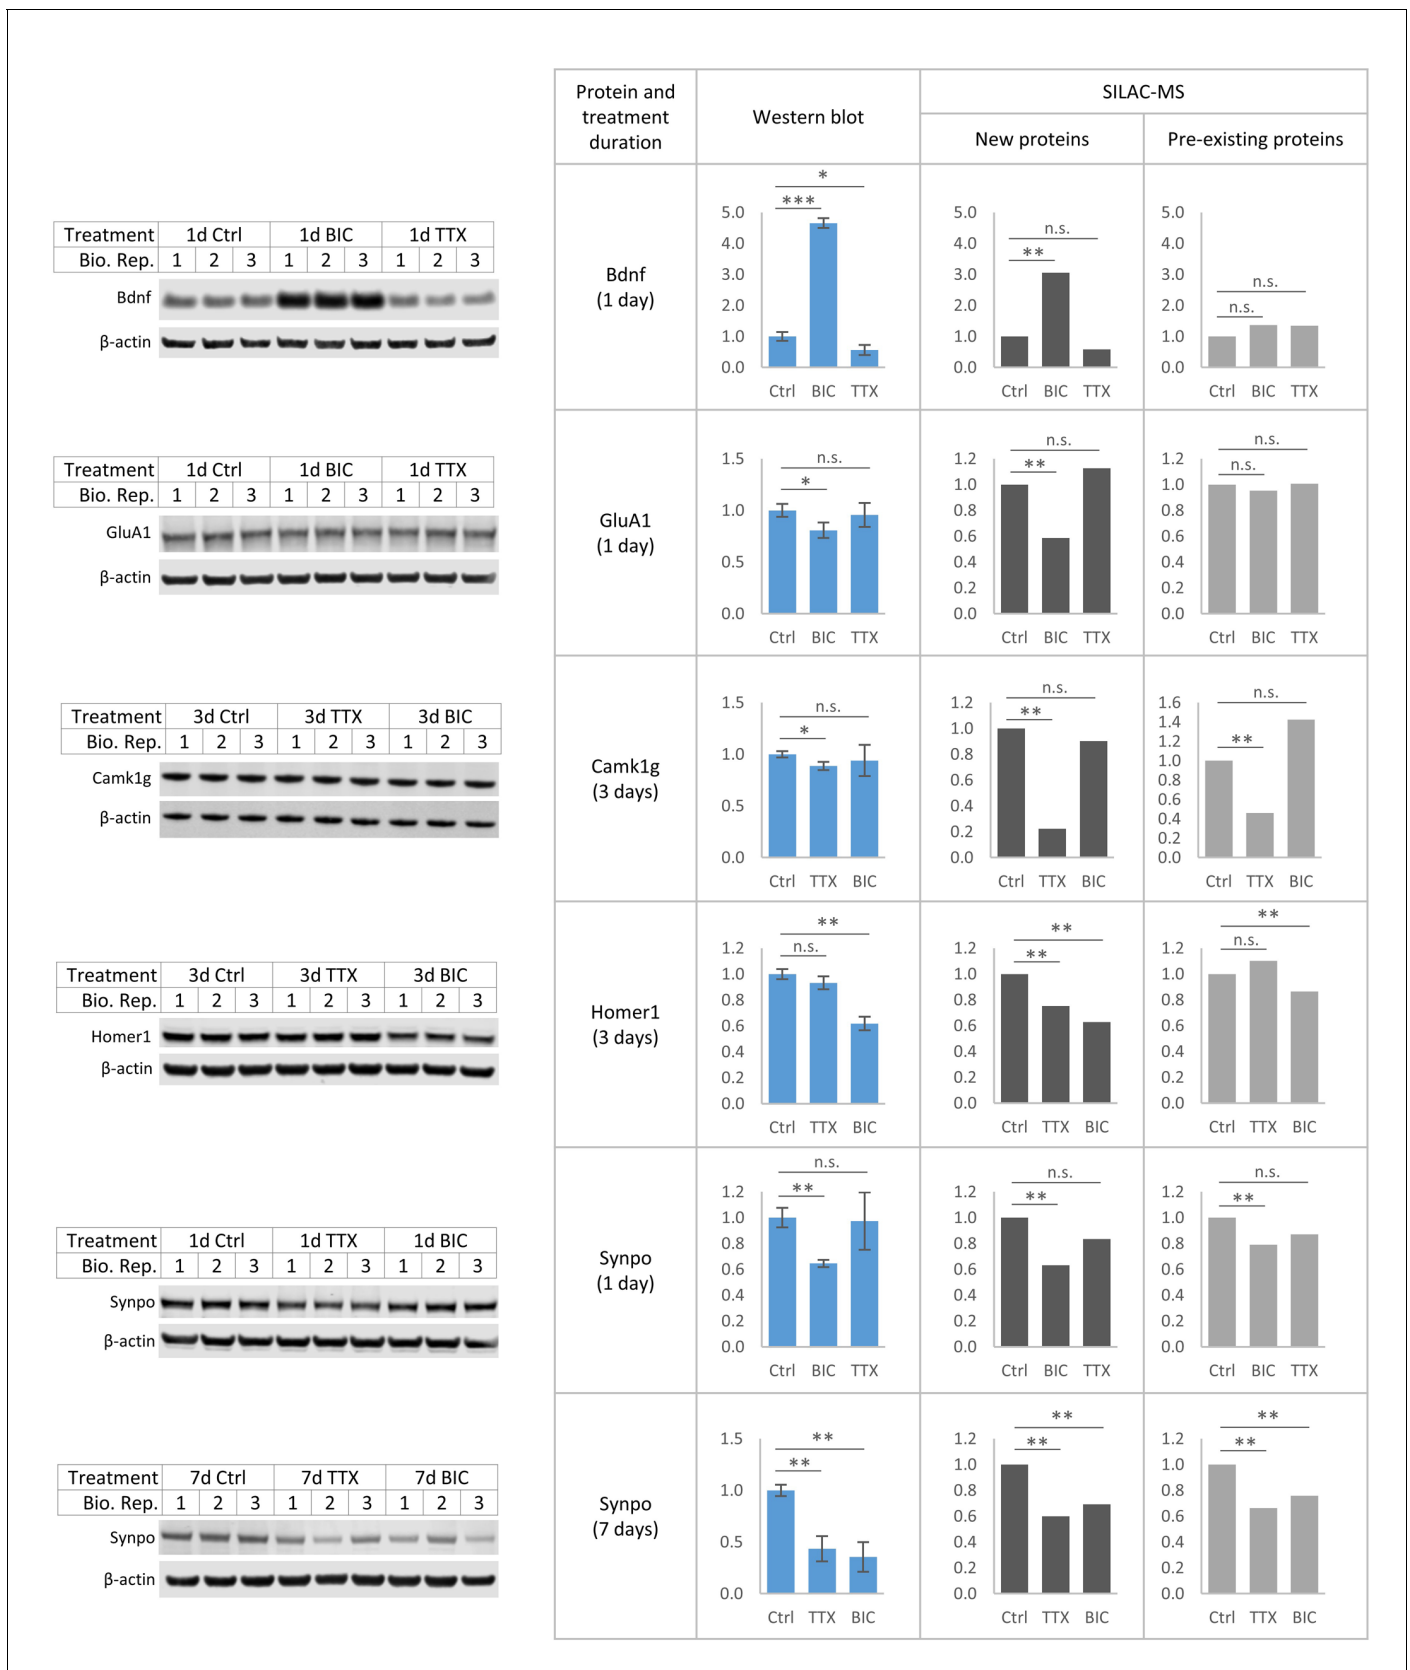 Protein and
treatment
duration
Western blot
SILAC-MS
New proteins
Pre-existing proteins
Treatment 1d Ctrl 1d BIC 1d TTX
Bio. Rep. 1 2 3 1 2 3 1 2 3
Bdnf
β-actin
Bdnf
(1 day)
*
***
5.0
4.0
3.0
2.0
1.0
0.0
Ctrl BIC TTX
n.s.
**
5.0
4.0
3.0
2.0
1.0
0.0
Ctrl BIC TTX
n.s.
n.s.
5.0
4.0
3.0
2.0
1.0
0.0
Ctrl BIC TTX
Treatment 1d Ctrl 1d BIC 1d TTX
Bio. Rep. 1 2 3 1 2 3 1 2 3
GluA1
β-actin
GluA1
(1 day)
n.s.
*
1.5
1.0
0.5
0.0
Ctrl BIC TTX
n.s.
**
1.2
1.0
0.8
0.6
0.4
0.2
0.0
Ctrl BIC TTX
n.s.
n.s.
1.2
1.0
0.8
0.6
0.4
0.2
0.0
Ctrl BIC TTX
Treatment 3d Ctrl 3d TTX 3d BIC
Bio. Rep. 1 2 3 1 2 3 1 2 3
Camk1g
β-actin
Camk1g
(3 days)
n.s.
*
1.5
1.0
0.5
0.0
Ctrl TTX BIC
n.s.
**
1.2
1.0
0.8
0.6
0.4
0.2
0.0
Ctrl TTX BIC
n.s.
**
1.6
1.4
1.2
1.0
0.8
0.6
0.4
0.2
0.0
Ctrl TTX BIC
Treatment 3d Ctrl 3d TTX 3d BIC
Bio. Rep. 1 2 3 1 2 3 1 2 3
Homer1
β-actin
Homer1
(3 days)
**
n.s.
1.2
1.0
0.8
0.6
0.4
0.2
0.0
Ctrl TTX BIC
**
**
1.2
1.0
0.8
0.6
0.4
0.2
0.0
Ctrl TTX BIC
**
n.s.
1.2
1.0
0.8
0.6
0.4
0.2
0.0
Ctrl TTX BIC
Treatment 1d Ctrl 1d TTX 1d BIC
Bio. Rep. 1 2 3 1 2 3 1 2 3
Synpo
β-actin
Synpo
(1 day)
n.s.
**
1.2
1.0
0.8
0.6
0.4
0.2
0.0
Ctrl BIC TTX
n.s.
**
1.2
1.0
0.8
0.6
0.4
0.2
0.0
Ctrl BIC TTX
n.s.
**
1.2
1.0
0.8
0.6
0.4
0.2
0.0
Ctrl BIC TTX
Treatment 7d Ctrl 7d TTX 7d BIC
Bio. Rep. 1 2 3 1 2 3 1 2 3
Synpo
β-actin
Synpo
(7 days)
**
**
1.5
1.0
0.5
0.0
Ctrl TTX BIC
**
**
1.2
1.0
0.8
0.6
0.4
0.2
0.0
Ctrl TTX BIC
**
**
1.2
1.0
0.8
0.6
0.4
0.2
0.0
Ctrl TTX BIC